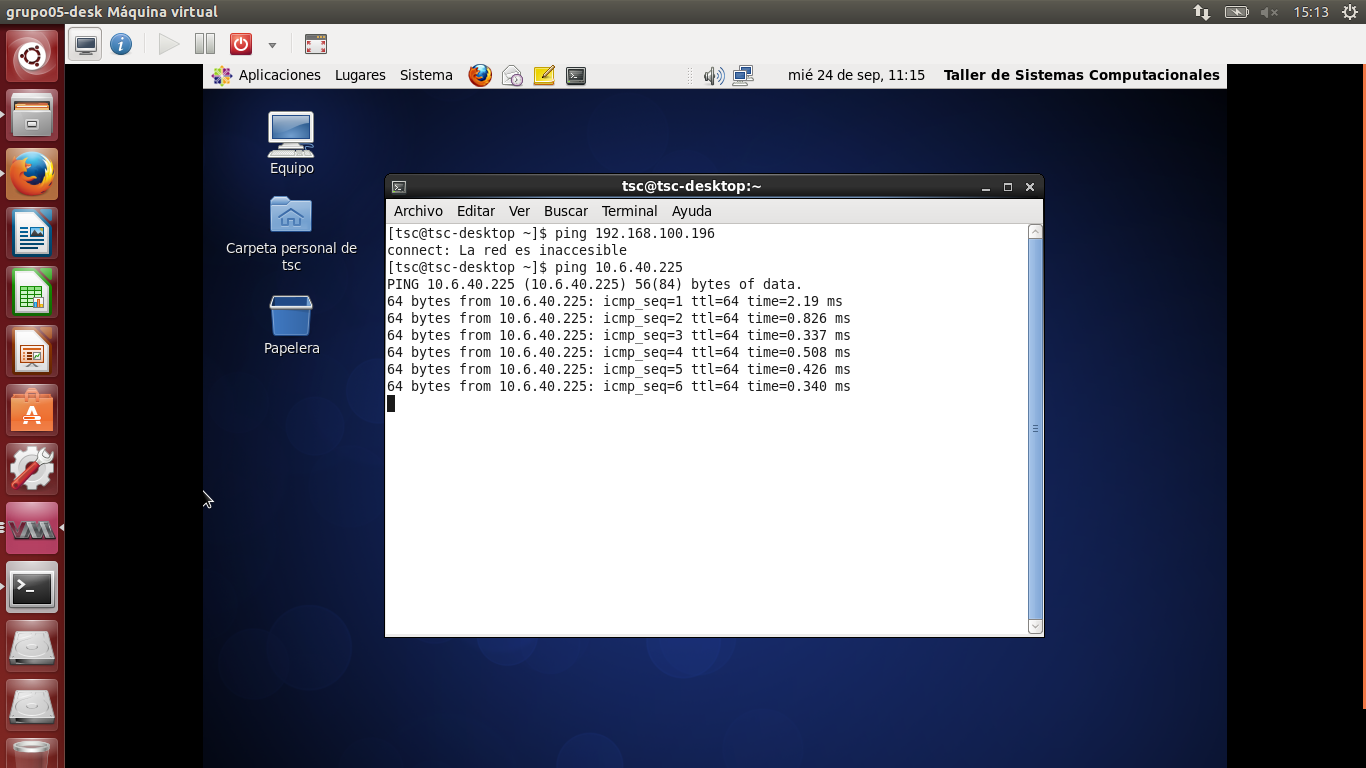 grupo05-desk Máquina virtual
15:13
Aplicaciones Lugares Sistema
mié 24 de sep, 11:15 Taller de Sistemas Computacionales
Equipo
Carpeta personal de
tsc
Papelera
tsc@tsc-desktop:~
Archivo Editar Ver Buscar Terminal Ayuda
[tsc@tsc-desktop ~]$ ping 192.168.100.196
connect: La red es inaccesible
[tsc@tsc-desktop ~]$ ping 10.6.40.225
PING 10.6.40.225 (10.6.40.225) 56(84) bytes of data.
64 bytes from 10.6.40.225: icmp_seq=1 ttl=64 time=2.19 ms
64 bytes from 10.6.40.225: icmp_seq=2 ttl=64 time=0.826 ms
64 bytes from 10.6.40.225: icmp_seq=3 ttl=64 time=0.337 ms
64 bytes from 10.6.40.225: icmp_seq=4 ttl=64 time=0.508 ms
64 bytes from 10.6.40.225: icmp_seq=5 ttl=64 time=0.426 ms
64 bytes from 10.6.40.225: icmp_seq=6 ttl=64 time=0.340 ms